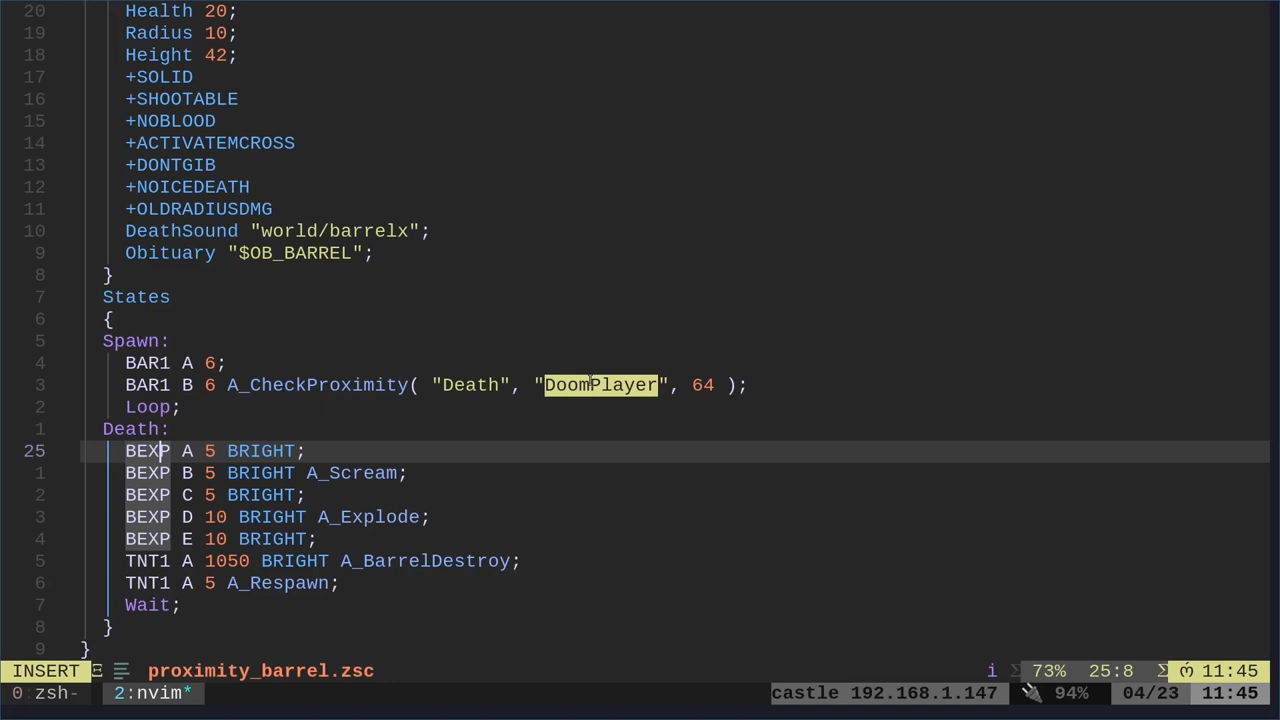 20 Health 20;
19 Radius 10;
18 Height 42;
17 +SOLID
16 +SHOOTABLE
15 +NOBLOOD
14 +ACTIVATEMCROSS
13 +DONTGIB
12 +NOICEDEATH
11 +OLDRADIUSDMG
10 DeathSound "world/barrelx";
9 Obituary "$OB_BARREL";
8 }
7 States
6 {
5 Spawn:
4 BAR1 A 6;
3 BAR1 B 6 A_CheckProximity( "Death", "DoomPlayer", 64 );
2 Loop;
1 Death:
25 BEXP A 5 BRIGHT;
1 BEXP B 5 BRIGHT A_Scream;
2 BEXP C 5 BRIGHT;
3 BEXP D 10 BRIGHT A_Explode;
4 BEXP E 10 BRIGHT;
5 TNT1 A 1050 BRIGHT A_BarrelDestroy;
6 TNT1 A 5 A_Respawn;
7 Wait;
8 }
9 }
INSERT proximity_barrel.zsc i 73% 25:8 11:45
0 zsh- 2:nvim* castle 192.168.1.147 94% 04/23 11:45